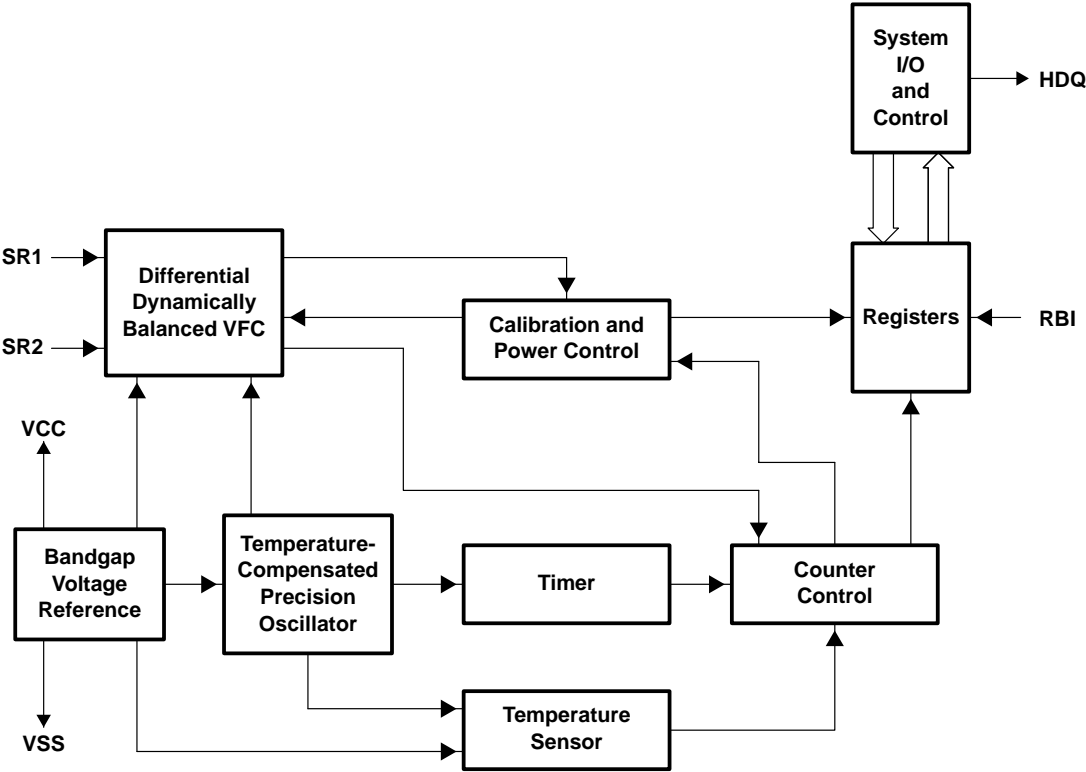 System
I/O
and
Control
HDQ
SR1
Differential
Dynamically
Balanced VFC
SR2
Calibration and
Power Control
Registers
RBI
VCC
Bandgap
Voltage
Reference
Temperature-
Compensated
Precision
Oscillator
Timer
Counter
Control
VSS
Temperature
Sensor